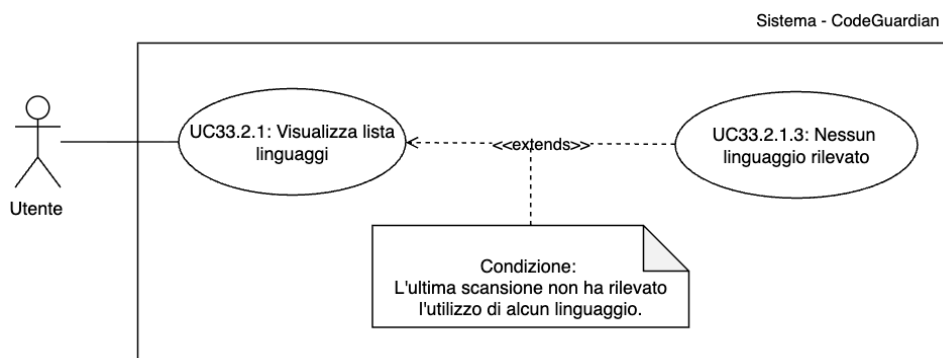 Sistema - CodeGuardian
UC33.2.1: Visualizza lista
linguaggi
<<extends>>
UC33.2.1.3: Nessun
linguaggio rilevato
Utente
Condizione:
L'ultima scansione non ha rilevato
l'utilizzo di alcun linguaggio.